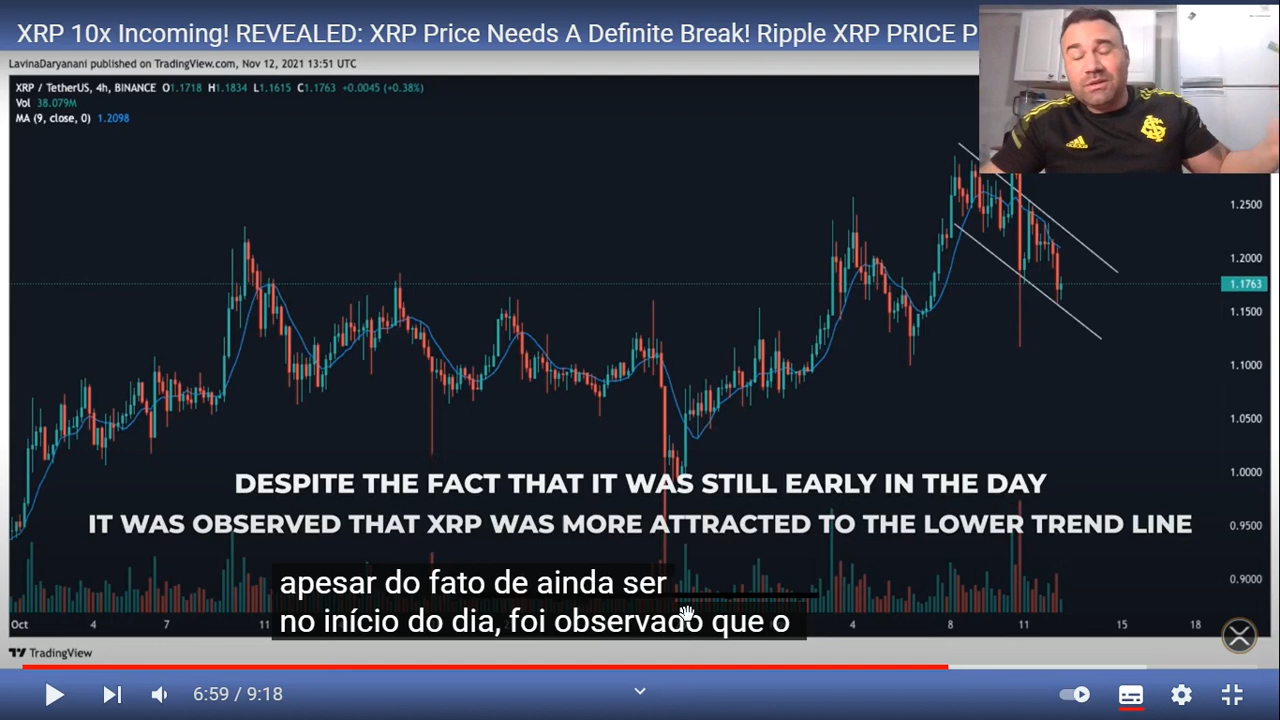 XRP 10x Incoming! REVEALED: XRP Price Needs A Definite Break! Ripple XRP PRICE P
LavinaDaryanani published on TradingView.com, Nov 12, 2021 13:51 UTC
XRP / TetherUS, 4h, BINANCE O1.1718 H1.1834 L1.1615 C1.1763 +0.0045 (+0.38%)
Vol 38.079M
MA (9, close, 0) 1.2098
adidas
1.2500
1.2000
1.1763
1.1500
1.1000
1.0500
1.0000
0.9500
0.9000
DESPITE THE FACT THAT IT WAS STILL EARLY IN THE DAY
IT WAS OBSERVED THAT XRP WAS MORE ATTRACTED TO THE LOWER TREND LINE
apesar do fato de ainda ser
no início do dia, foi observado que o
Oct 4 7 4 8 11 15 18
TradingView
6:59 / 9:18